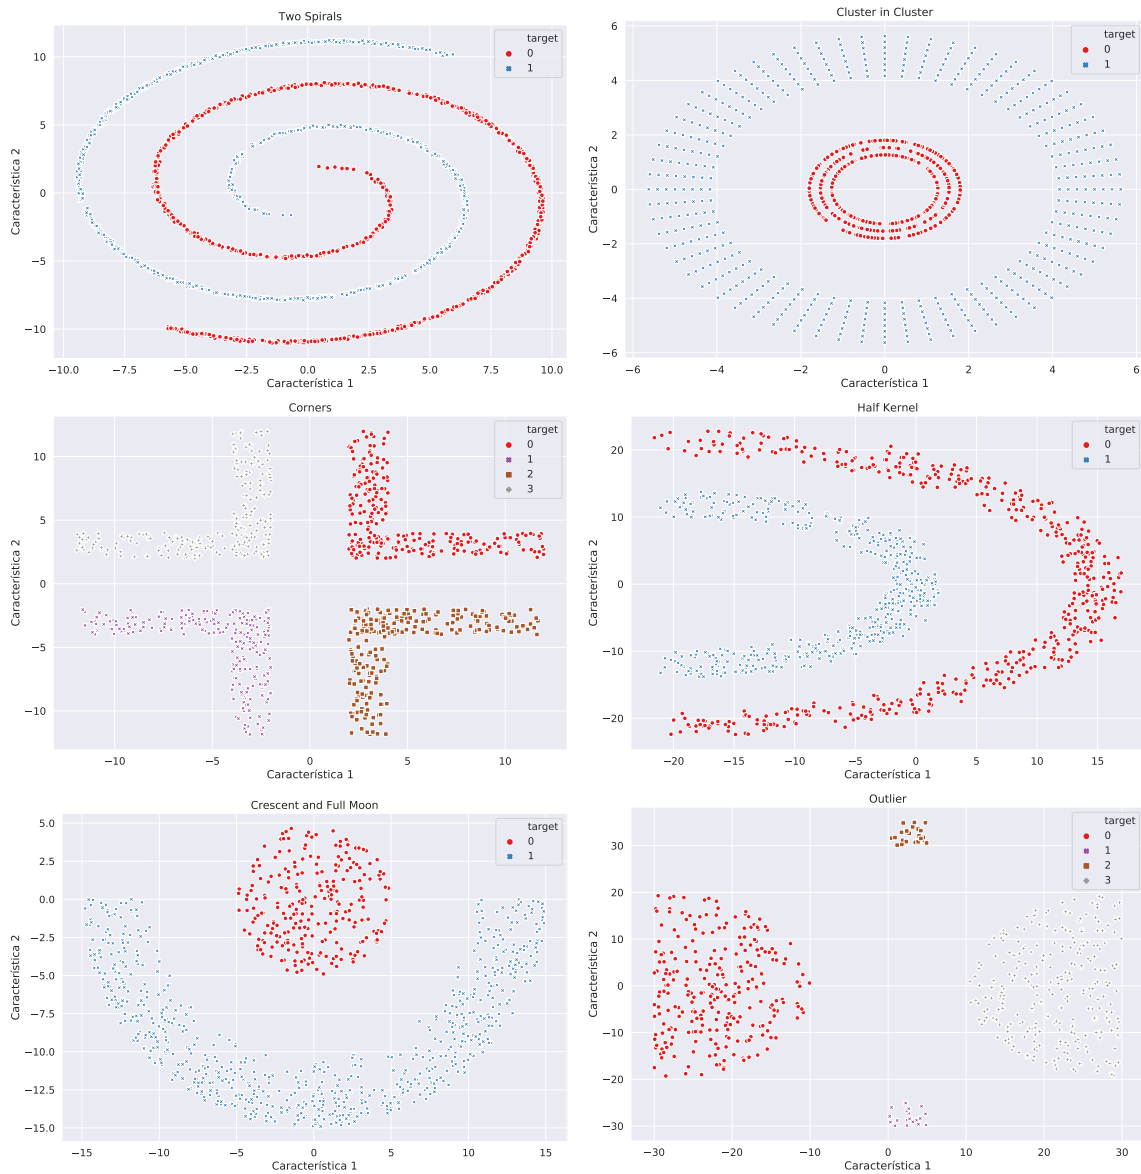 Two Spirals
target
0
1
10
5
0
−5
−10
Característica 2
−10.0 −7.5 −5.0 −2.5 0.0 2.5 5.0 7.5 10.0
Característica 1
Cluster in Cluster
target
0
1
6
4
2
0
−2
−4
−6
Característica 2
−6 −4 −2 0 2 4 6
Característica 1
Corners
target
0
1
2
3
10
5
0
−5
−10
Característica 2
−10 −5 0 5 10
Característica 1
Half Kernel
target
0
1
20
10
0
−10
−20
Característica 2
−20 −15 −10 −5 0 5 10 15
Característica 1
Crescent and Full Moon
target
0
1
5.0
2.5
0.0
−2.5
−5.0
−7.5
−10.0
−12.5
−15.0
Característica 2
−15 −10 −5 0 5 10 15
Característica 1
Outlier
target
0
1
2
3
30
20
10
0
−10
−20
−30
Característica 2
−30 −20 −10 0 10 20 30
Característica 1